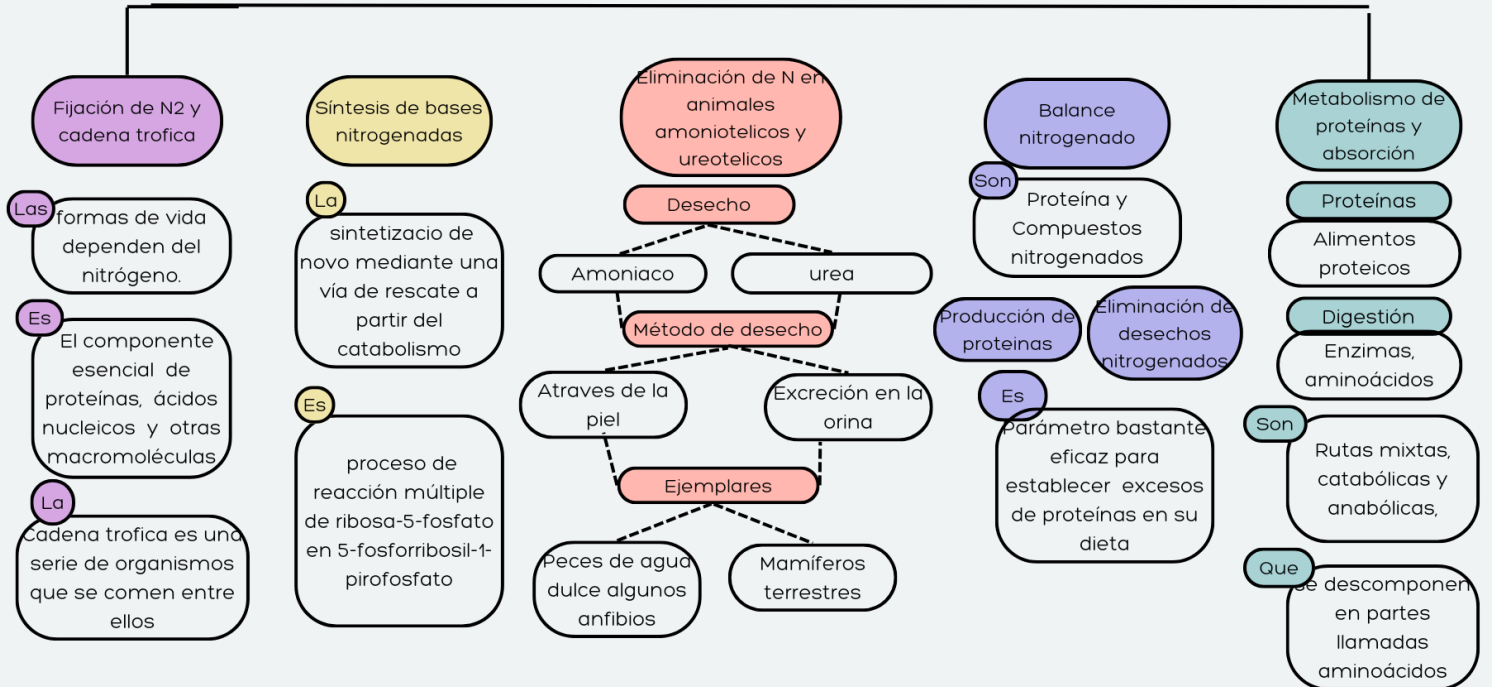 Fijación de N2 y
cadena trofica
Las
formas de vida
dependen del
nitrógeno.
Es
El componente
esencial de
proteínas, ácidos
nucleicos y otras
macromoléculas
La
Cadena trofica es una
serie de organismos
que se comen entre
ellos
Síntesis de bases
nitrogenadas
La
sintetizacio de
novo mediante una
vía de rescate a
partir del
catabolismo
Es
proceso de
reacción múltiple
de ribosa-5-fosfato
en 5-fosforribosil-1-
pirofosfato
Eliminación de N en
animales
amoniotelicos y
ureotelicos
Desecho
Amoniaco
urea
Método de desecho
Atraves de la
piel
Excreción en la
orina
Ejemplares
Peces de agua
dulce algunos
anfibios
Mamíferos
terrestres
Balance
nitrogenado
Son
Proteína y
Compuestos
nitrogenados
Producción de
proteinas
Eliminación de
desechos
nitrogenados
Es
Parámetro bastante
eficaz para
establecer excesos
de proteínas en su
dieta
Metabolismo de
proteínas y
absorción
Proteínas
Alimentos
proteicos
Digestión
Enzimas,
aminoácidos
Son
Rutas mixtas,
catabólicas y
anabólicas,
Que
se descomponen
en partes
llamadas
aminoácidos